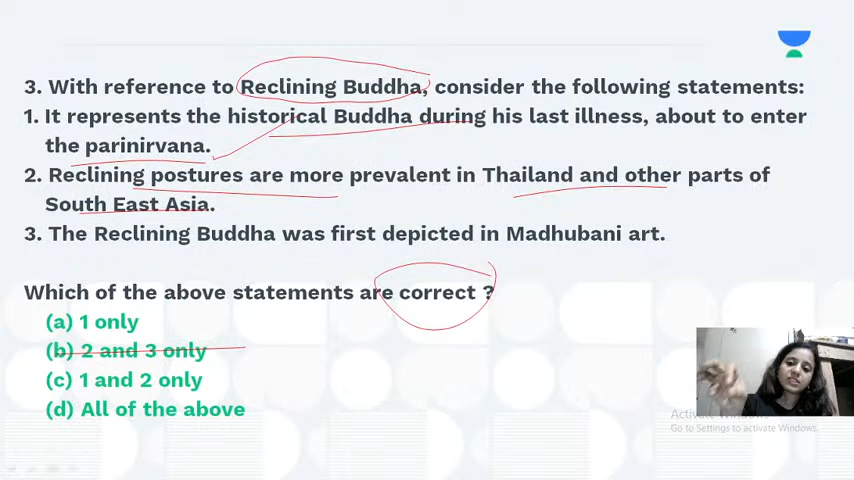 3. With reference to Reclining Buddha, consider the following statements:
1. It represents the historical Buddha during his last illness, about to enter
the parinirvana.
2. Reclining postures are more prevalent in Thailand and other parts of
South East Asia.
3. The Reclining Buddha was first depicted in Madhubani art.
Which of the above statements are correct ?
(a) 1 only
(b) 2 and 3 only
(c) 1 and 2 only
(d) All of the above
Activate Windows
Go to Settings to activate Windows.